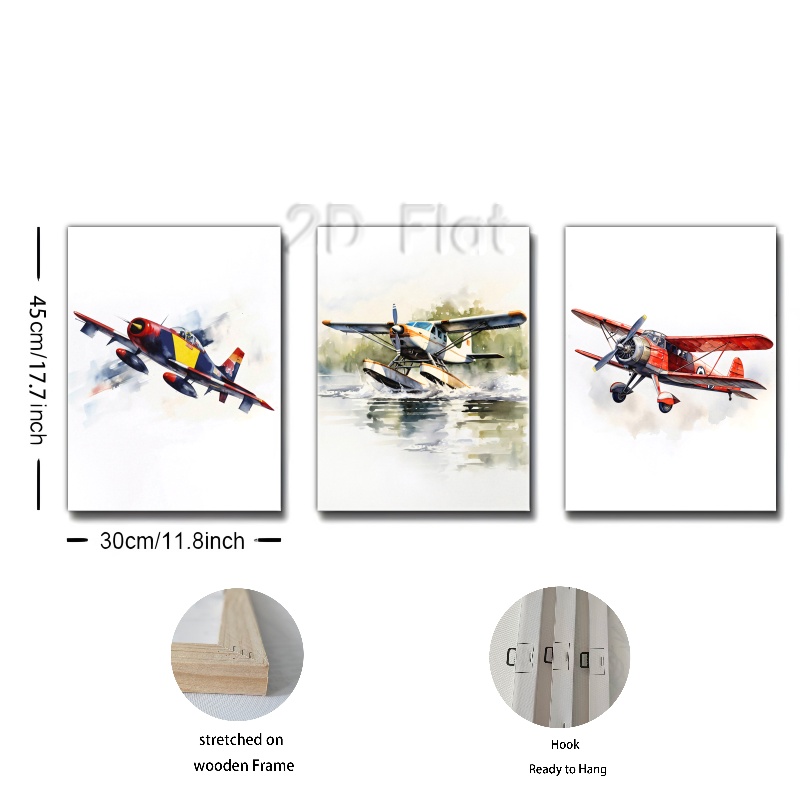 2D Flat
45cm/17.7inch
30cm/11.8inch
stretched on
wooden Frame
Hook
Ready to Hang